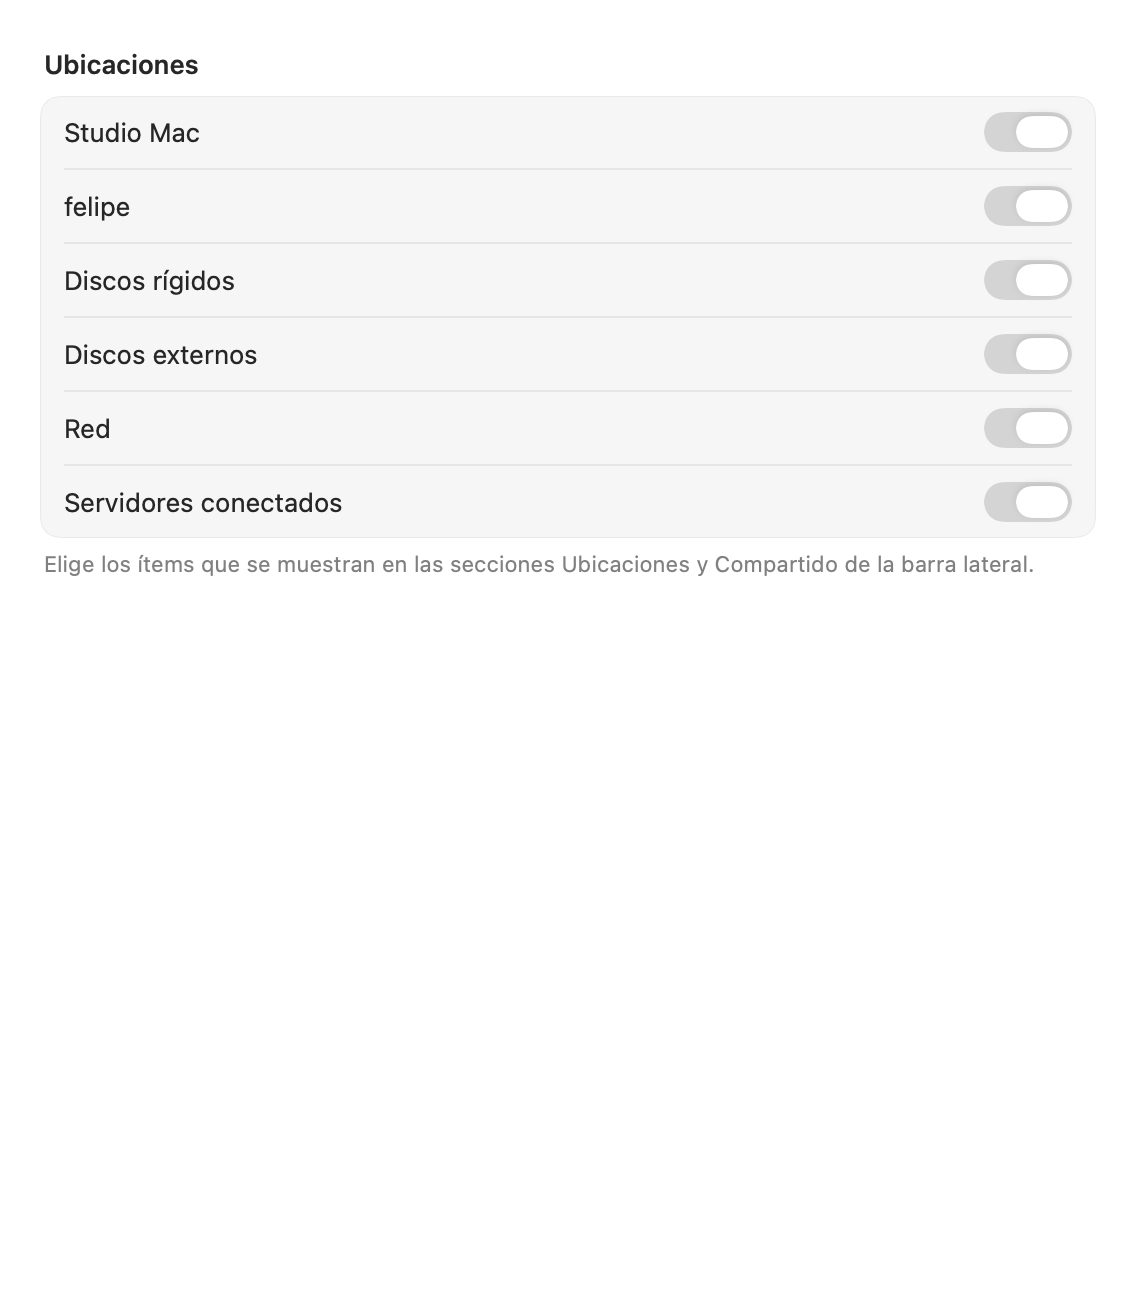 Ubicaciones
Studio Mac
felipe
Discos rígidos
Discos externos
Red
Servidores conectados
Elige los ítems que se muestran en las secciones Ubicaciones y Compartido de la barra lateral.